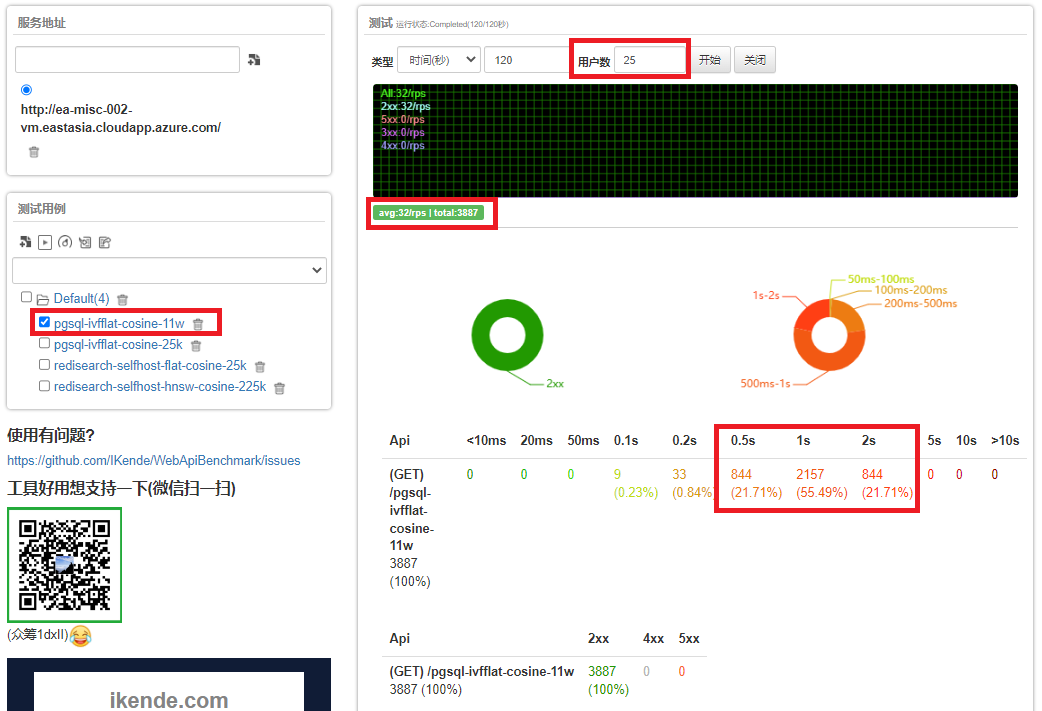 服务地址
http://ea-misc-002-
vm.eastasia.cloudapp.azure.com/
测试用例
Default(4)
pgsql-ivfflat-cosine-11w
pgsql-ivfflat-cosine-25k
redisearch-selfhost-flat-cosine-25k
redisearch-selfhost-hnsw-cosine-225k
使用有问题?
https://github.com/IKende/WebApiBenchmark/issues
工具好用想支持一下(微信扫一扫)
(众筹1dxII)
ikende.com
测试 运行状态:Completed(120/120秒)
类型 时间(秒) 120 用户数 25 开始 关闭
All:32/rps
2xx:32/rps
5xx:0/rps
3xx:0/rps
4xx:0/rps
avg:32/rps | total:3887
2xx
50ms-100ms
100ms-200ms
200ms-500ms
1s-2s
500ms-1s
Api <10ms 20ms 50ms 0.1s 0.2s 0.5s 1s 2s 5s 10s >10s
(GET) 0 0 0 9 33 844 2157 844 0 0 0
/pgsql- (0.23%) (0.84%) (21.71%) (55.49%) (21.71%)
ivfflat-
cosine-
11w
3887
(100%)
Api 2xx 4xx 5xx
(GET) /pgsql-ivfflat-cosine-11w 3887 0 0
3887 (100%) (100%)